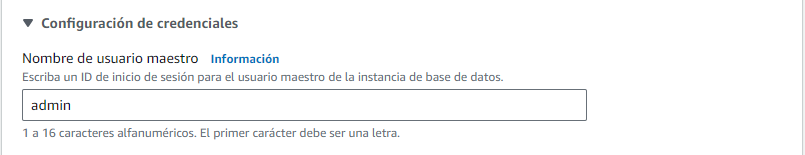 Configuración de credenciales
Nombre de usuario maestro Información
Escriba un ID de inicio de sesión para el usuario maestro de la instancia de base de datos.
admin
1 a 16 caracteres alfanuméricos. El primer carácter debe ser una letra.